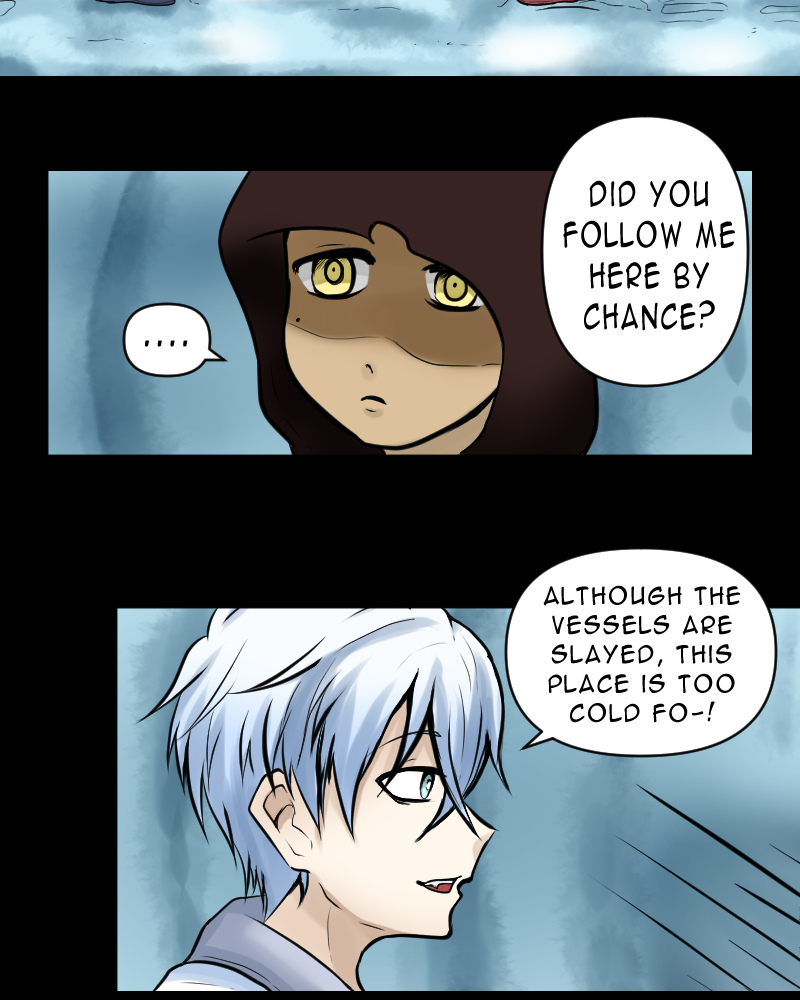 DID YOU
FOLLOW ME
HERE BY
CHANCE?
....
ALTHOUGH THE
VESSELS ARE
SLAYED, THIS
PLACE IS TOO
COLD FO-!